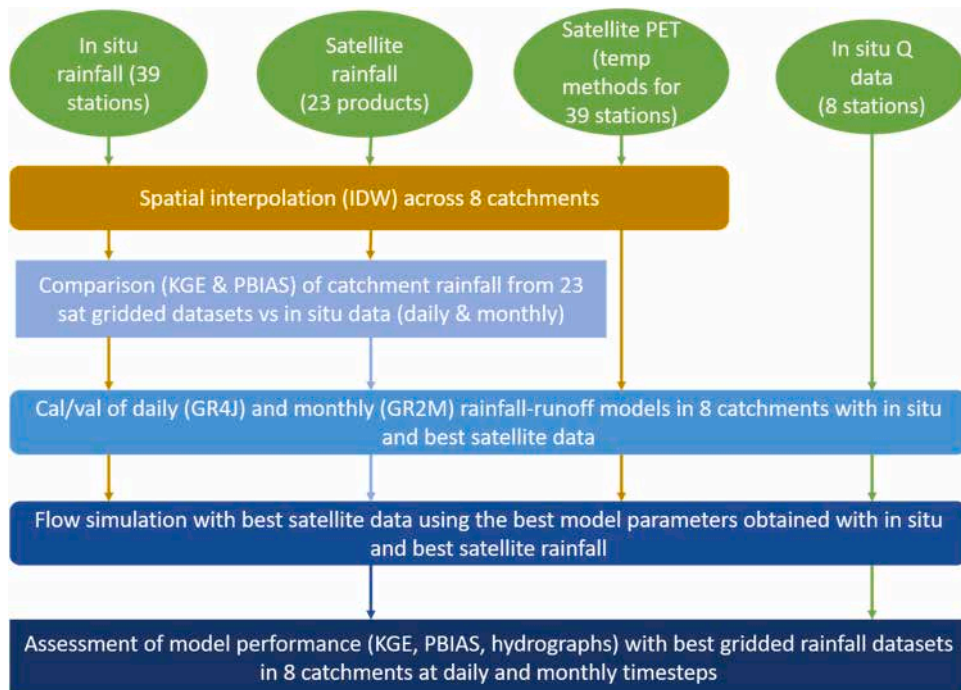 In situ
rainfall (39
stations)
Satellite
rainfall
(23 products)
Satellite PET
(temp
methods for
39 stations)
In situ Q
data
(8 stations)
Spatial interpolation (IDW) across 8 catchments
Comparison (KGE & PBIAS) of catchment rainfall from 23
sat gridded datasets vs in situ data (daily & monthly)
Cal/val of daily (GR4J) and monthly (GR2M) rainfall-runoff models in 8 catchments with in situ
and best satellite data
Flow simulation with best satellite data using the best model parameters obtained with in situ
and best satellite rainfall
Assessment of model performance (KGE, PBIAS, hydrographs) with best gridded rainfall datasets
in 8 catchments at daily and monthly timesteps